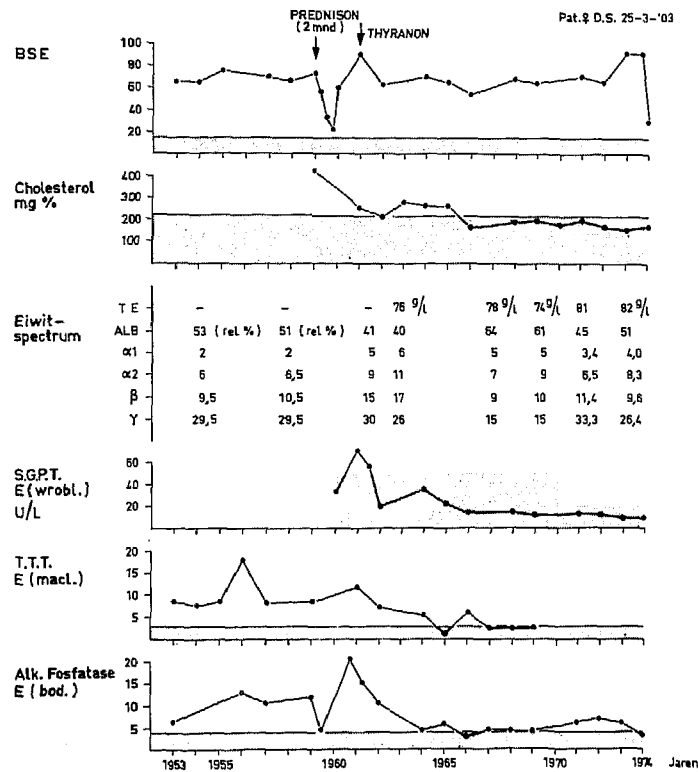 PREDNISON
(2mnd)
THYRANON
Pat.♀ D.S. 25-3-'03
BSE
100
80
60
40
20
Cholesterol
mg %
400
300
200
100
Eiwit-
spectrum
TE – – – 76 g/l 78 g/l 74 g/l 81 82 g/l
ALB 53 (rel %) 51 (rel %) 41 40 64 61 45 51
α1 2 2 5 6 5 5 3,4 4,0
α2 6 6,5 9 11 7 9 6,5 8,3
β 9,5 10,5 15 17 9 10 11,4 9,6
γ 29,5 29,5 30 26 15 15 33,3 26,4
S.G.P.T.
E (wrobl.)
U/L
60
40
20
T.T.T.
E (macl.)
20
15
10
5
Alk. Fosfatase
E (bod.)
20
15
10
5
1953 1955 1960 1965 1970 1974 Jaren